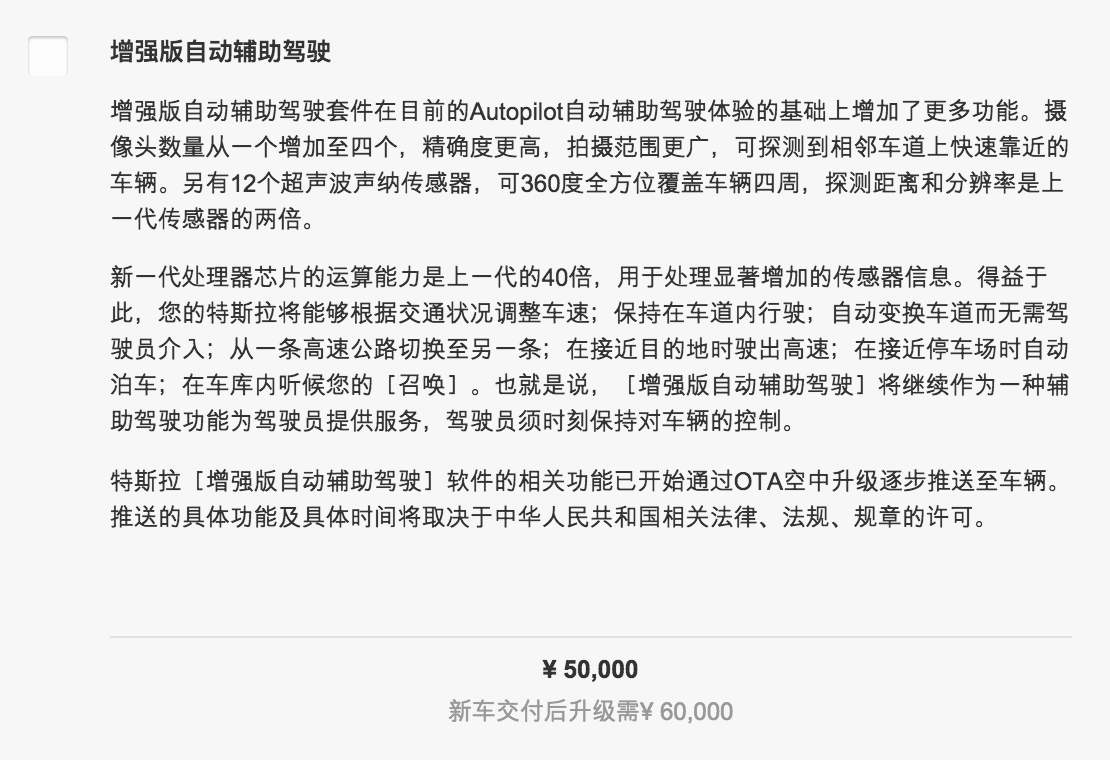 增强版自动辅助驾驶
增强版自动辅助驾驶套件在目前的Autopilot自动辅助驾驶体验的基础上增加了更多功能。摄
像头数量从一个增加至四个，精确度更高，拍摄范围更广，可探测到相邻车道上快速靠近的
车辆。另有12个超声波声纳传感器，可360度全方位覆盖车辆四周，探测距离和分辨率是上
一代传感器的两倍。
新一代处理器芯片的运算能力是上一代的40倍，用于处理显著增加的传感器信息。得益于
此，您的特斯拉将能够根据交通状况调整车速；保持在车道内行驶；自动变换车道而无需驾
驶员介入；从一条高速公路切换至另一条；在接近目的地时驶出高速；在接近停车场时自动
泊车；在车库内听候您的［召唤］。也就是说，［增强版自动辅助驾驶］将继续作为一种辅
助驾驶功能为驾驶员提供服务，驾驶员须时刻保持对车辆的控制。
特斯拉［增强版自动辅助驾驶］软件的相关功能已开始通过OTA空中升级逐步推送至车辆。
推送的具体功能及具体时间将取决于中华人民共和国相关法律、法规、规章的许可。
¥ 50,000
新车交付后升级需¥ 60,000